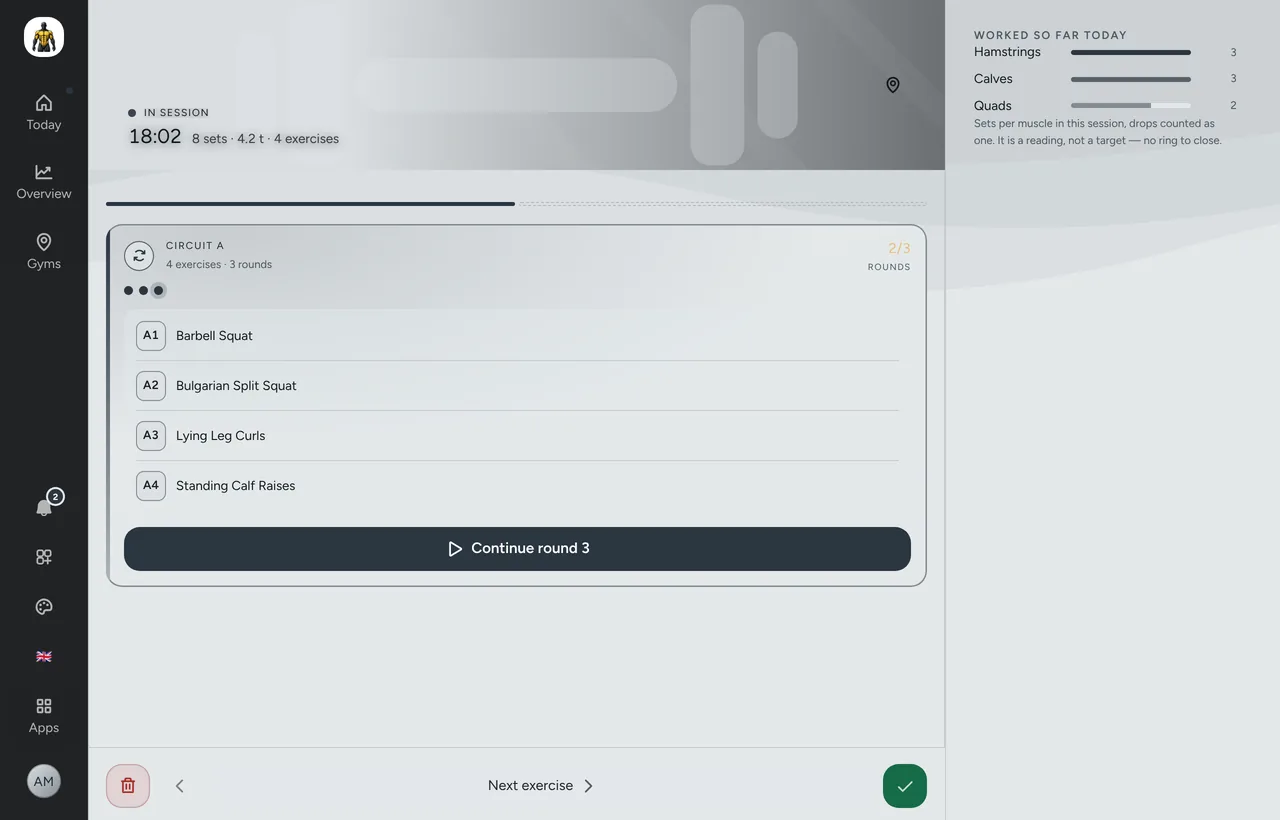 Today
Overview
Gyms
2
Apps
AM
IN SESSION
18:02 8 sets · 4.2 t · 4 exercises
CIRCUIT A
4 exercises · 3 rounds
2/3
ROUNDS
A1 Barbell Squat
A2 Bulgarian Split Squat
A3 Lying Leg Curls
A4 Standing Calf Raises
Continue round 3
Next exercise
WORKED SO FAR TODAY
Hamstrings 3
Calves 3
Quads 2
Sets per muscle in this session, drops counted as
one. It is a reading, not a target — no ring to close.